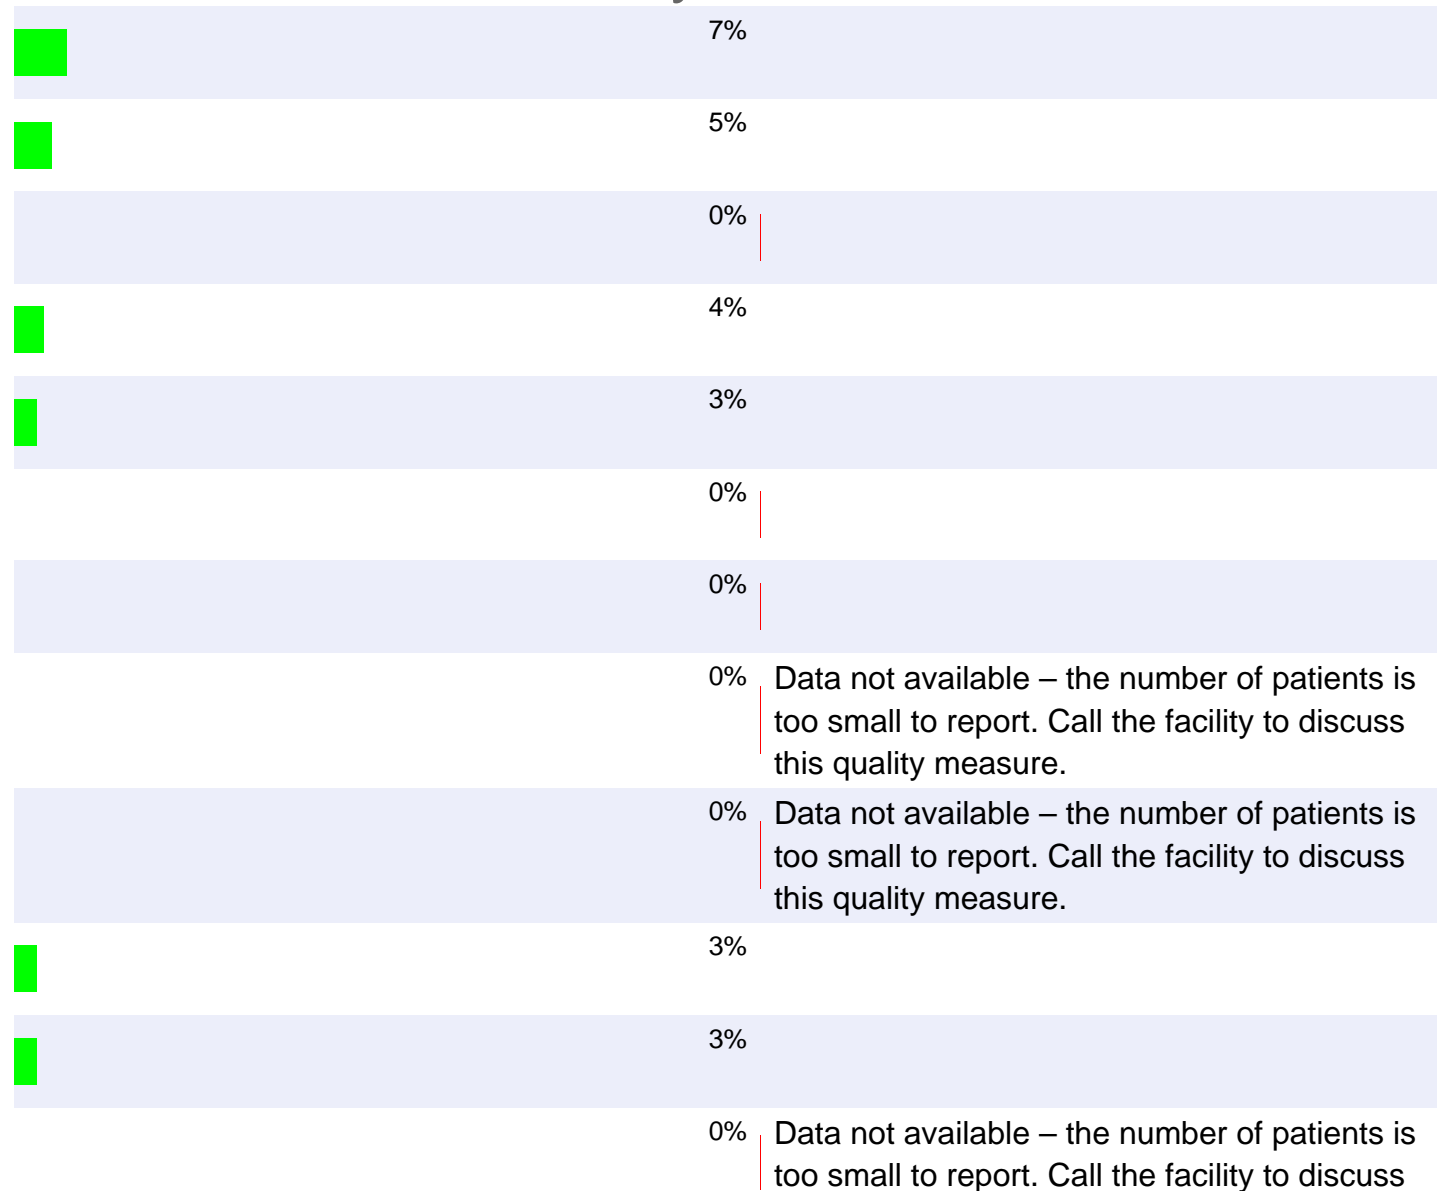 7%
5%
0%
4%
3%
0%
0%
0% Data not available – the number of patients is
too small to report. Call the facility to discuss
this quality measure.
0% Data not available – the number of patients is
too small to report. Call the facility to discuss
this quality measure.
3%
3%
0% Data not available – the number of patients is
too small to report. Call the facility to discuss